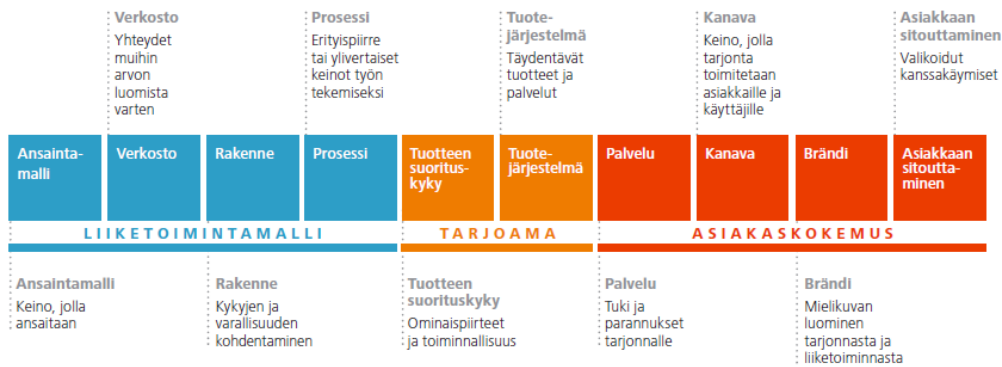 Verkosto
Yhteydet
muihin
arvon
luomista
varten
Prosessi
Erityispiirre
tai ylivertaiset
keinot työn
tekemiseksi
Tuote-
järjestelmä
Täydentävät
tuotteet ja
palvelut
Kanava
Keino, jolla
tarjonta
toimitetaan
asiakkaille ja
käyttäjille
Asiakkaan
sitouttaminen
Valikoidut
kanssakäymiset
Ansainta-
malli
Verkosto
Rakenne
Prosessi
Tuotteen
suoritus-
kyky
Tuote-
järjestelmä
Palvelu
Kanava
Brändi
Asiakkaan
sitoutta-
minen
LIIKETOIMINTAMALLI
TARJOAMA
ASIAKASKOKEMUS
Ansaintamalli
Keino, jolla
ansaitaan
Rakenne
Kykyjen ja
varallisuuden
kohdentaminen
Tuotteen
suorituskyky
Ominaispiirteet
ja toiminnallisuus
Palvelu
Tuki ja
parannukset
tarjonnalle
Brändi
Mielikuvan
luominen
tarjonnasta ja
liiketoiminnasta